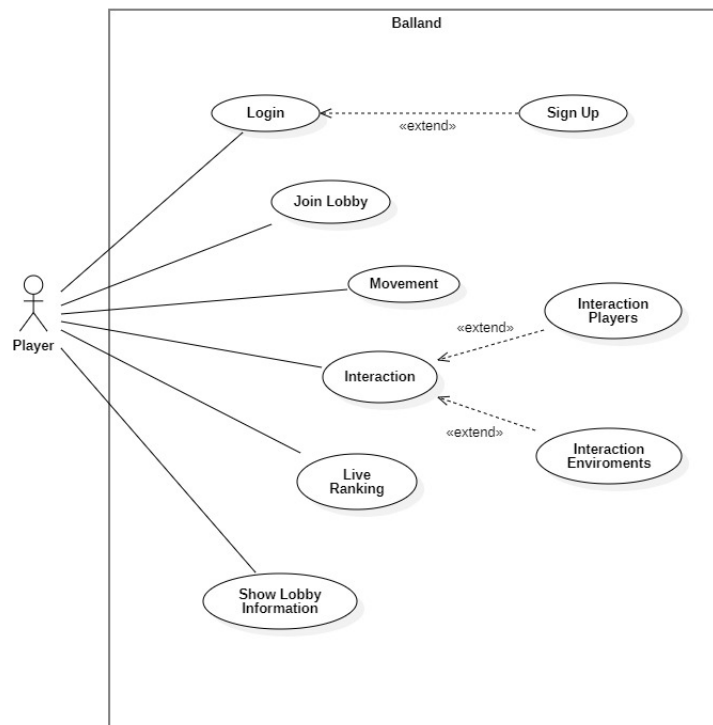 Balland
Login
«extend»
Sign Up
Join Lobby
Movement
Player
Interaction
«extend»
Interaction
Players
«extend»
Interaction
Enviroments
Live
Ranking
Show Lobby
Information